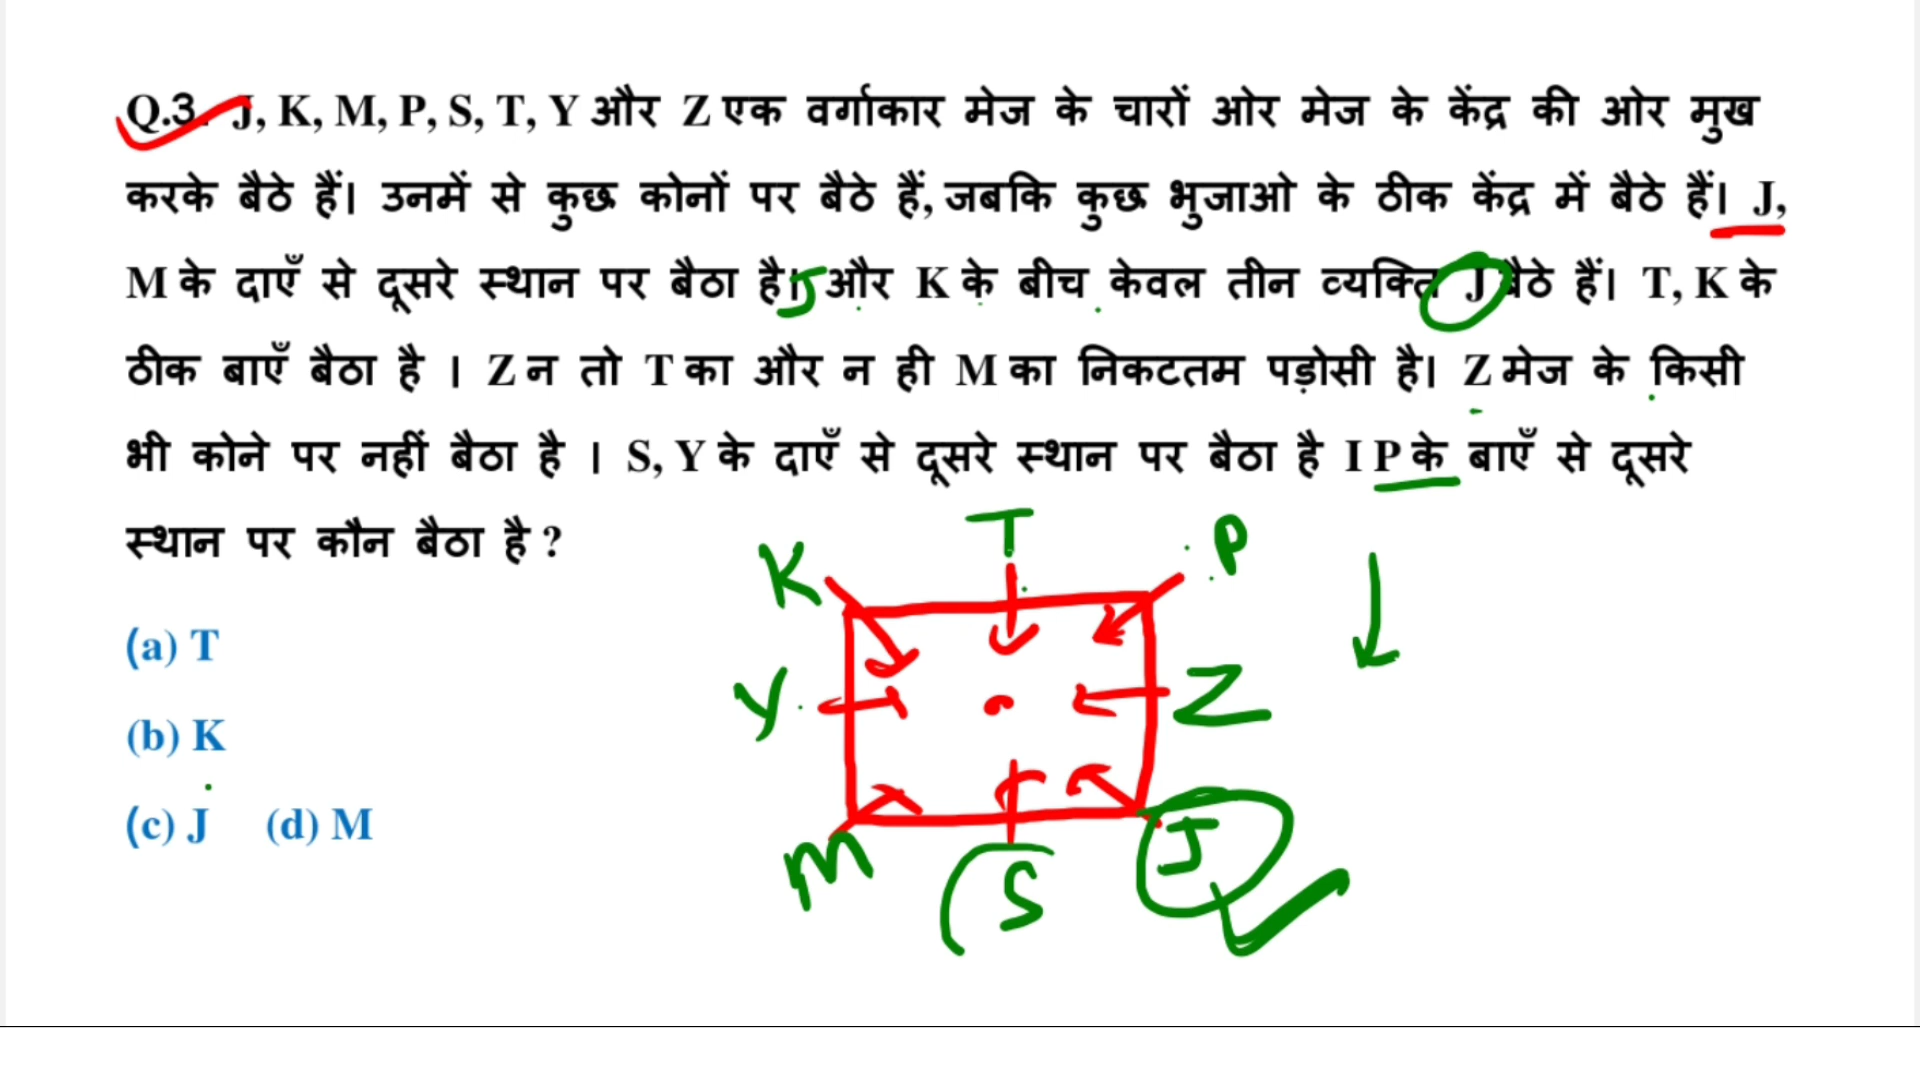 Q.3. J, K, M, P, S, T, Y और Z एक वर्गाकार मेज के चारों ओर मेज के केंद्र की ओर मुख
करके बैठे हैं। उनमें से कुछ कोनों पर बैठे हैं, जबकि कुछ भुजाओ के ठीक केंद्र में बैठे हैं। J,
M के दाएँ से दूसरे स्थान पर बैठा है। J और K के बीच केवल तीन व्यक्ति J बैठे हैं। T, K के
ठीक बाएँ बैठा है । Z न तो T का और न ही M का निकटतम पड़ोसी है। Z मेज के किसी
भी कोने पर नहीं बैठा है । S, Y के दाएँ से दूसरे स्थान पर बैठा है I P के बाएँ से दूसरे
स्थान पर कौन बैठा है ?
K T P
(a) T
Y Z
(b) K
(c) J (d) M
M S J